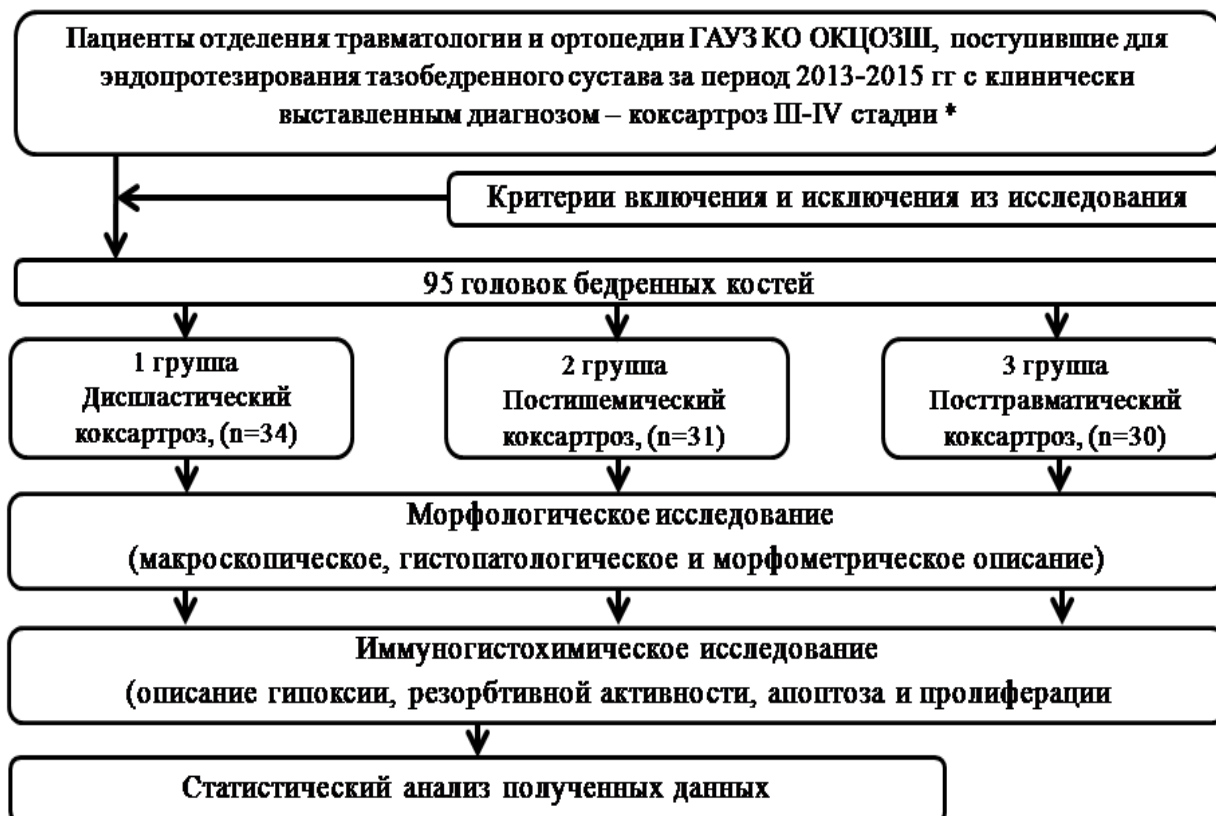 Пациенты отделения травматологии и ортопедии ГАУЗ КО ОКЦОЗШ, поступившие для
эндопротезирования тазобедренного сустава за период 2013-2015 гг с клинически
выставленным диагнозом – коксартроз III-IV стадии *
Критерии включения и исключения из исследования
95 головок бедренных костей
1 группа
Диспластический
коксартроз, (n=34)
2 группа
Постишемический
коксартроз, (n=31)
3 группа
Посттравматический
коксартроз, (n=30)
Морфологическое исследование
(макроскопическое, гистопатологическое и морфометрическое описание)
Иммуногистохимическое исследование
(описание гипоксии, резорбтивной активности, апоптоза и пролиферации
Статистический анализ полученных данных